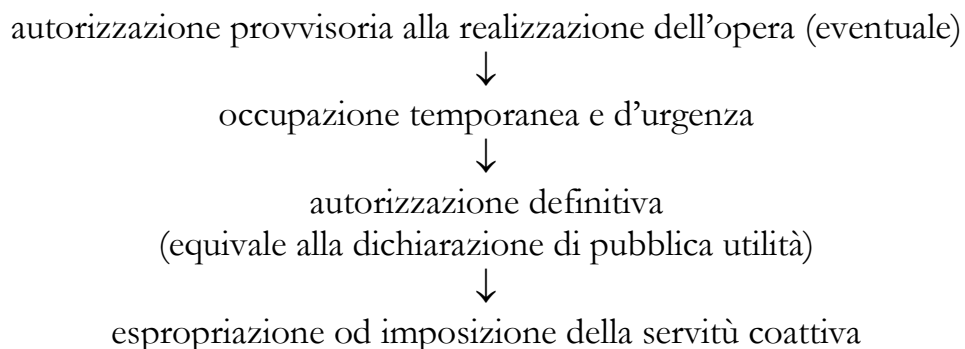 autorizzazione provvisoria alla realizzazione dell’opera (eventuale)
↓
occupazione temporanea e d’urgenza
↓
autorizzazione definitiva
(equivale alla dichiarazione di pubblica utilità)
↓
espropriazione od imposizione della servitù coattiva